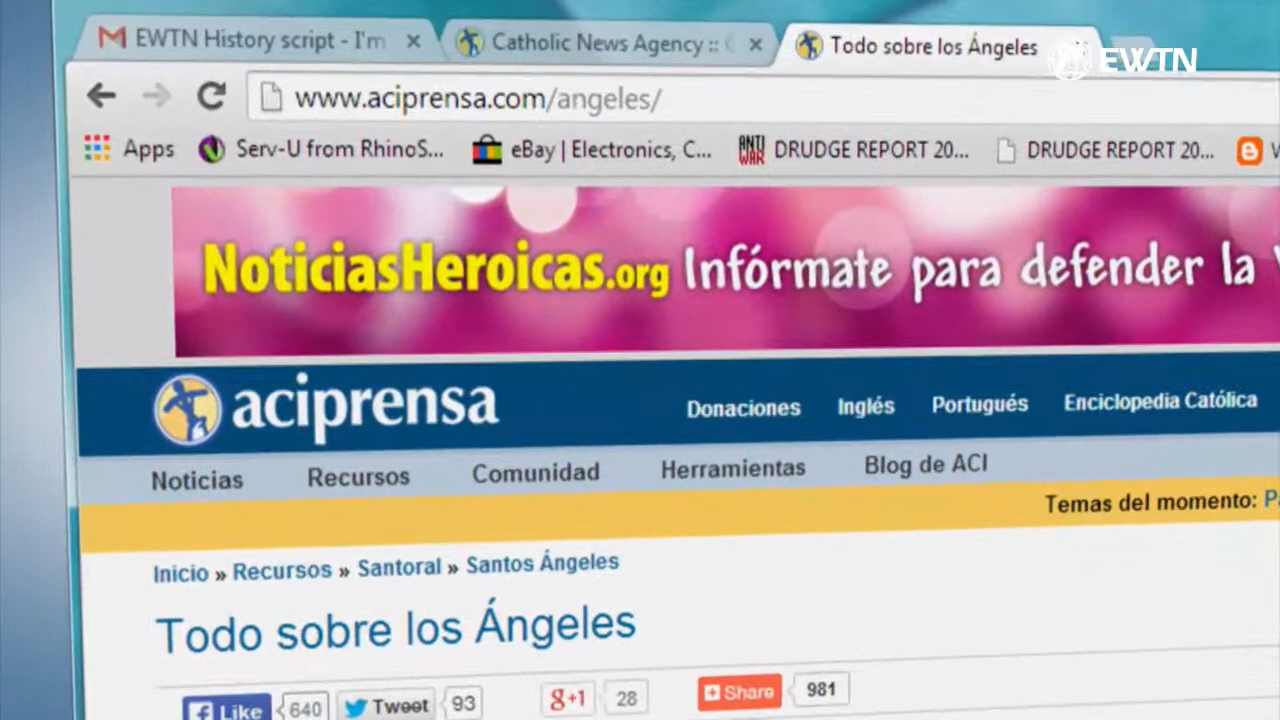 EWTN History script - I'm
Catholic News Agency ::
Todo sobre los Ángeles
EWTN
www.aciprensa.com/angeles/
Apps
Serv-U from RhinoS...
eBay | Electronics, C...
ANTI WAR
DRUDGE REPORT 20...
DRUDGE REPORT 20...
NoticiasHeroicas.org Infórmate para defender la
aciprensa
Donaciones
Inglés
Portugués
Enciclopedia Católica
Noticias
Recursos
Comunidad
Herramientas
Blog de ACI
Temas del momento:
Inicio » Recursos » Santoral » Santos Ángeles
Todo sobre los Ángeles
Like
640
Tweet
93
g+1
28
Share
981